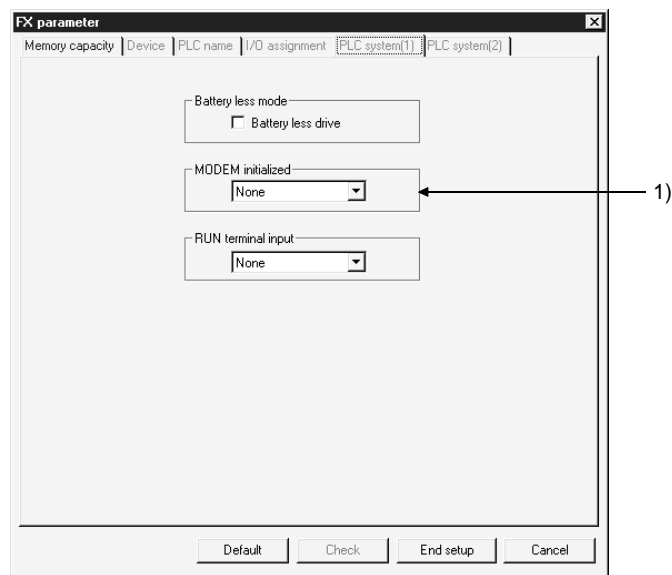 FX parameter
Memory capacity Device PLC name I/O assignment PLC system(1) PLC system(2)
Battery less mode
Battery less drive
MODEM initialized
None
1)
RUN terminal input
None
Default Check End setup Cancel